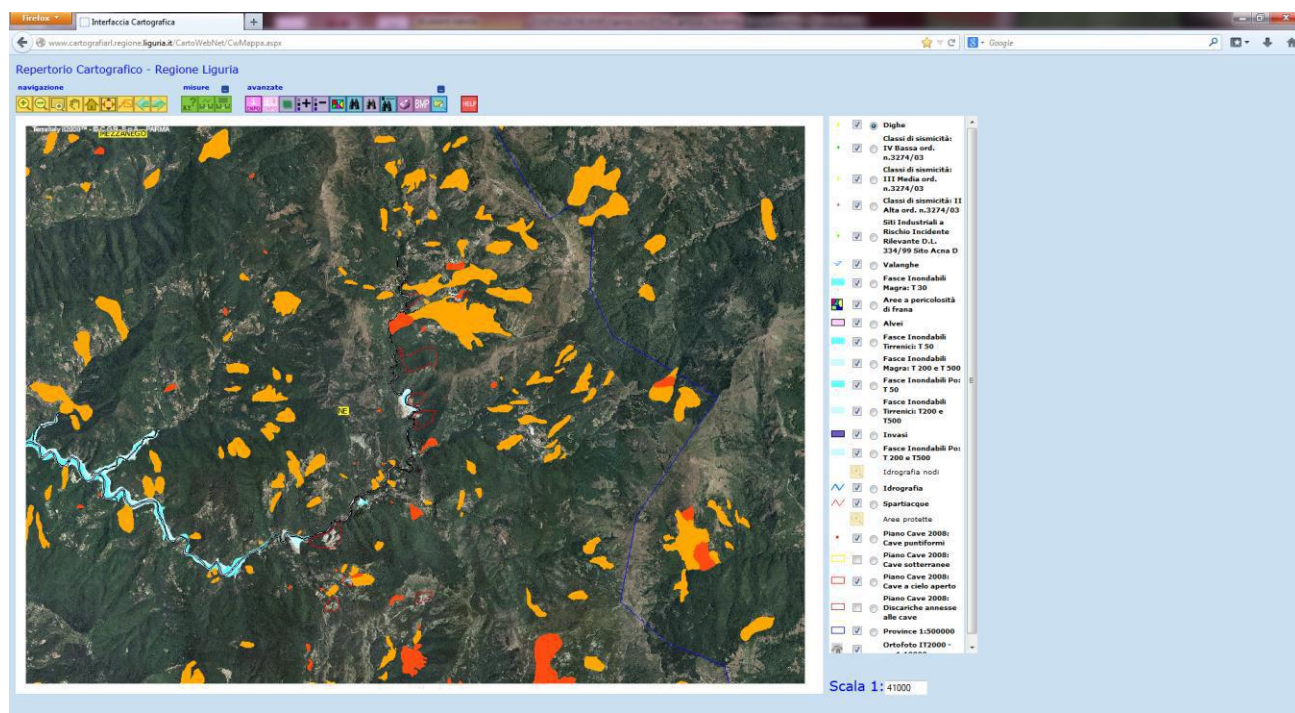 Firefox
Interfaccia Cartografica
www.cartografiarl.regione.liguria.it/CartoWebNet/CwMappa.aspx
Google
Repertorio Cartografico - Regione Liguria
navigazione
misure
avanzate
INFO
BMP
HELP
MEZZANEGO
NE
Dighe
Classi di sismicità:
IV Bassa ord.
n.3274/03
Classi di sismicità:
III Media ord.
n.3274/03
Classi di sismicità: II
Alta ord. n.3274/03
Siti Industriali a
Rischio Incidente
Rilevante D.L.
334/99 Sito Acna D
Valanghe
Fasce Inondabili
Magra: T 30
Aree a pericolosità
di frana
Alvei
Fasce Inondabili
Tirrenici: T 50
Fasce Inondabili
Magra: T 200 e T 500
Fasce Inondabili Po:
T 50
Fasce Inondabili
Tirrenici: T200 e
T500
Invasi
Fasce Inondabili Po:
T 200 e T500
Idrografia nodi
Idrografia
Spartiacque
Aree protette
Piano Cave 2008:
Cave puntiformi
Piano Cave 2008:
Cave sotterranee
Piano Cave 2008:
Cave a cielo aperto
Piano Cave 2008:
Discariche annesse
alle cave
Province 1:500000
Ortofoto IT2000 -
Scala 1: 41000